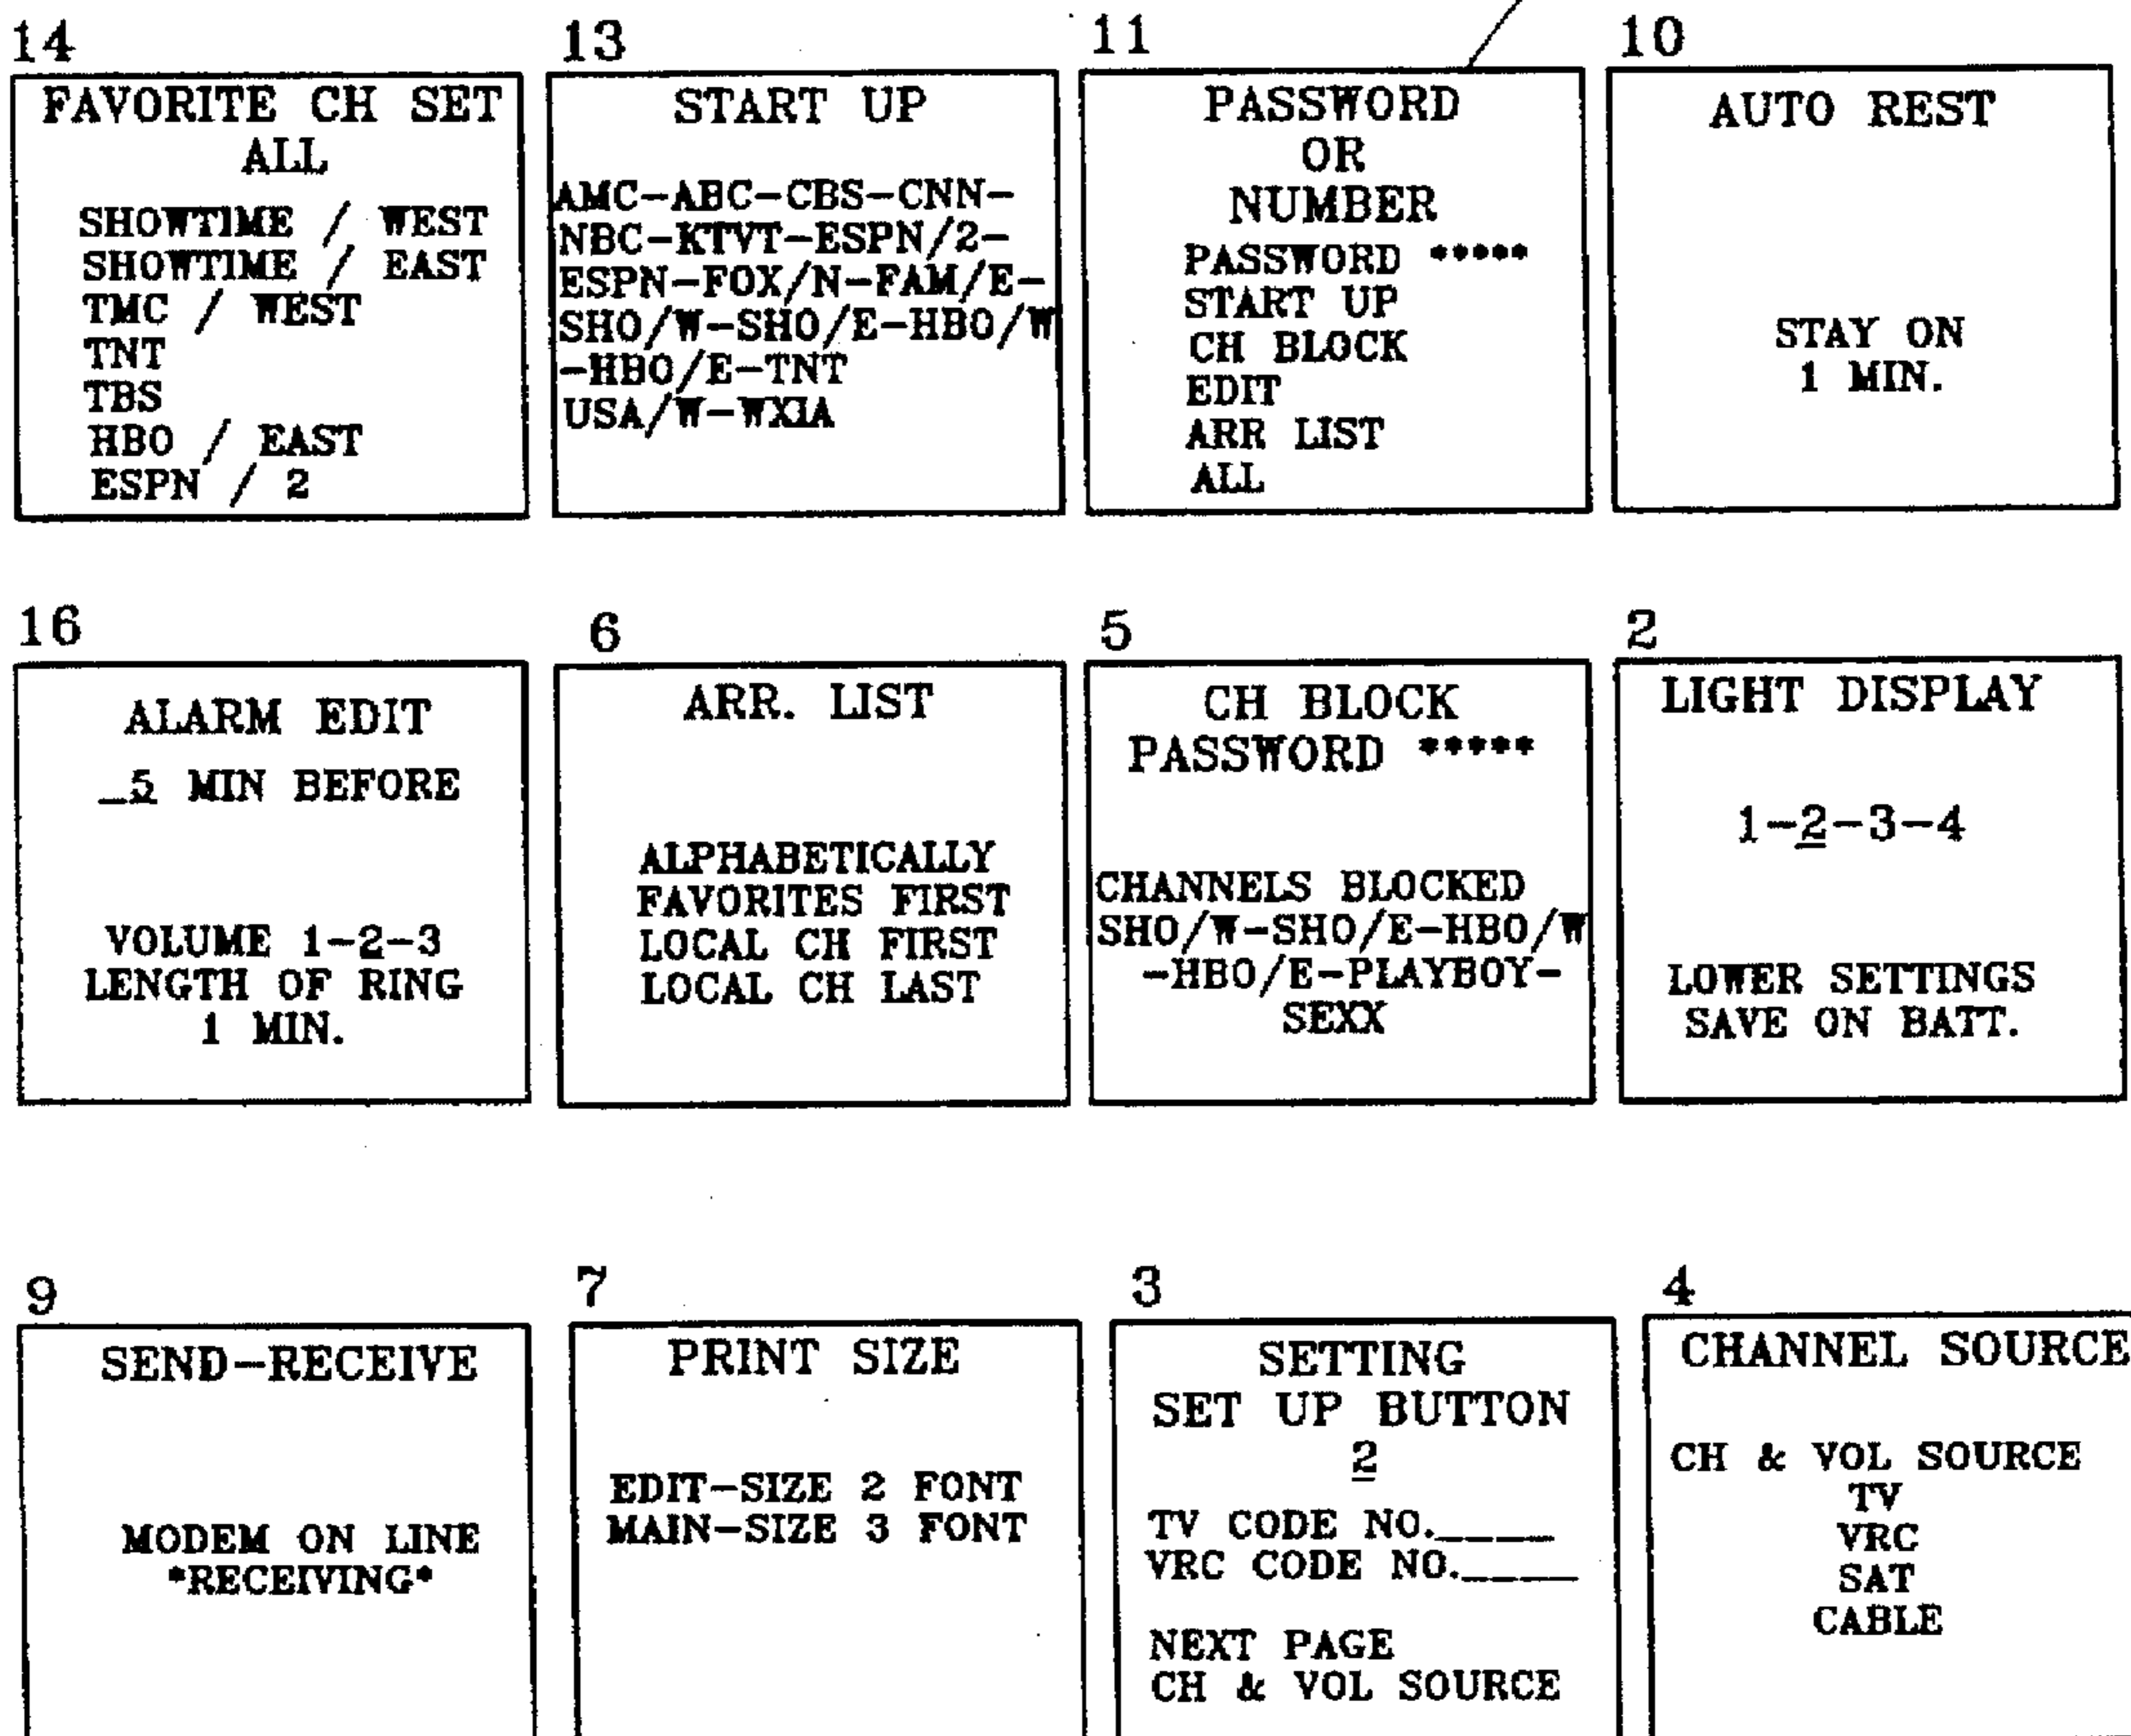 14
FAVORITE CH SET
ALL
SHOWTIME / WEST
SHOWTIME / EAST
TMC / WEST
TNT
TBS
HBO / EAST
ESPN / 2
13
START UP
AMC-ABC-CBS-CNN-
NBC-KTVT-ESPN/2-
ESPN-FOX/N-FAM/E-
SHO/W-SHO/E-HBO/W
-HBO/E-TNT
USA/W-WXIA
11
PASSWORD
OR
NUMBER
PASSWORD *****
START UP
CH BLOCK
EDIT
ARR LIST
ALL
10
AUTO REST
STAY ON
1 MIN.
16
ALARM EDIT
_5 MIN BEFORE
VOLUME 1-2-3
LENGTH OF RING
1 MIN.
6
ARR. LIST
ALPHABETICALLY
FAVORITES FIRST
LOCAL CH FIRST
LOCAL CH LAST
5
CH BLOCK
PASSWORD *****
CHANNELS BLOCKED
SHO/W-SHO/E-HBO/W
-HBO/E-PLAYBOY-
SEXX
2
LIGHT DISPLAY
1-2-3-4
LOWER SETTINGS
SAVE ON BATT.
9
SEND-RECEIVE
MODEM ON LINE
*RECEIVING*
7
PRINT SIZE
EDIT-SIZE 2 FONT
MAIN-SIZE 3 FONT
3
SETTING
SET UP BUTTON
2
TV CODE NO.____
VRC CODE NO.____
NEXT PAGE
CH & VOL SOURCE
4
CHANNEL SOURCE
CH & VOL SOURCE
TV
VRC
SAT
CABLE